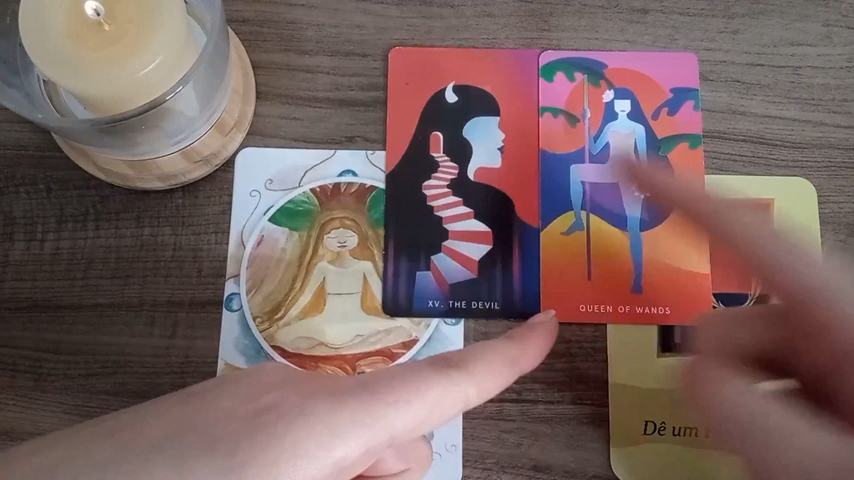 XV. THE DEVIL
QUEEN OF WANDS
Dê um